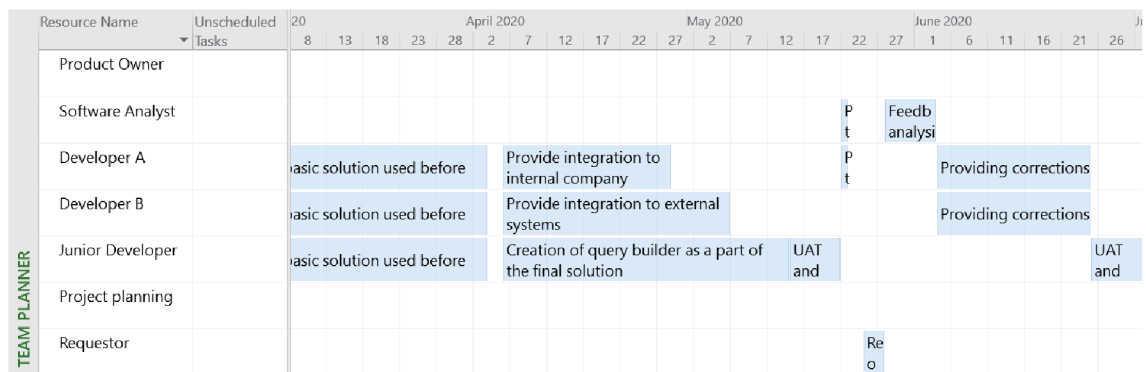 Resource Name Unscheduled Tasks
20 April 2020 May 2020 June 2020
8 13 18 23 28 2 7 12 17 22 27 2 7 12 17 22 27 1 6 11 16 21 26
Product Owner
Software Analyst P t Feedb analysi
Developer A basic solution used before Provide integration to internal company P t Providing corrections
Developer B basic solution used before Provide integration to external systems Providing corrections
Junior Developer basic solution used before Creation of query builder as a part of the final solution UAT and UAT and
Project planning
Requestor Re o
TEAM PLANNER